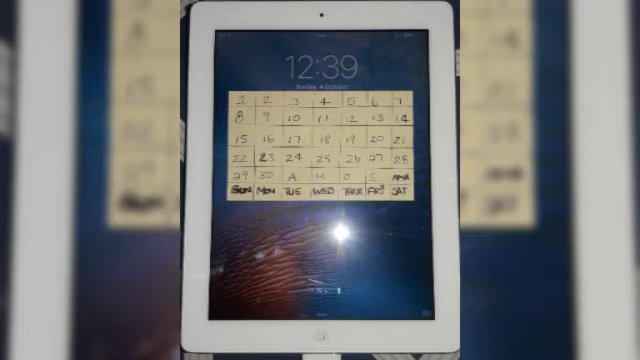 12:39
Sunday, 4 October
1 2 3 4 5 6 7
8 9 10 11 12 13 14
15 16 17 18 19 20 21
22 23 24 25 26 27 28
29 30 A M O S
SUN MON TUE WED THUR FRI SAT